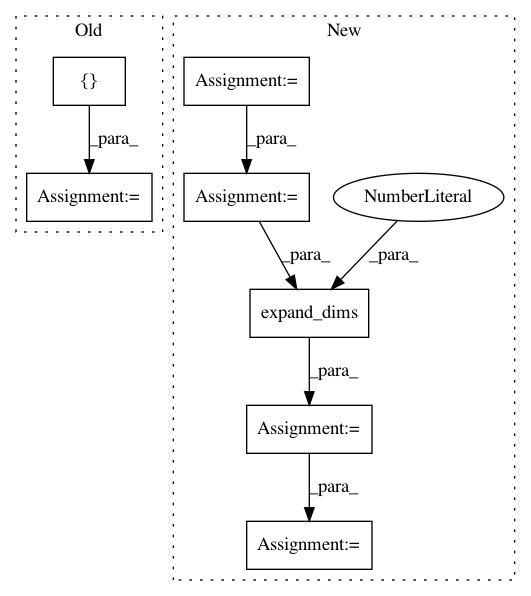 Old
New
{}
Assignment:=
_para_
_para_
Assignment:=
Assignment:=
NumberLiteral
_para_
_para_
expand_dims
_para_
Assignment:=
_para_
Assignment:=